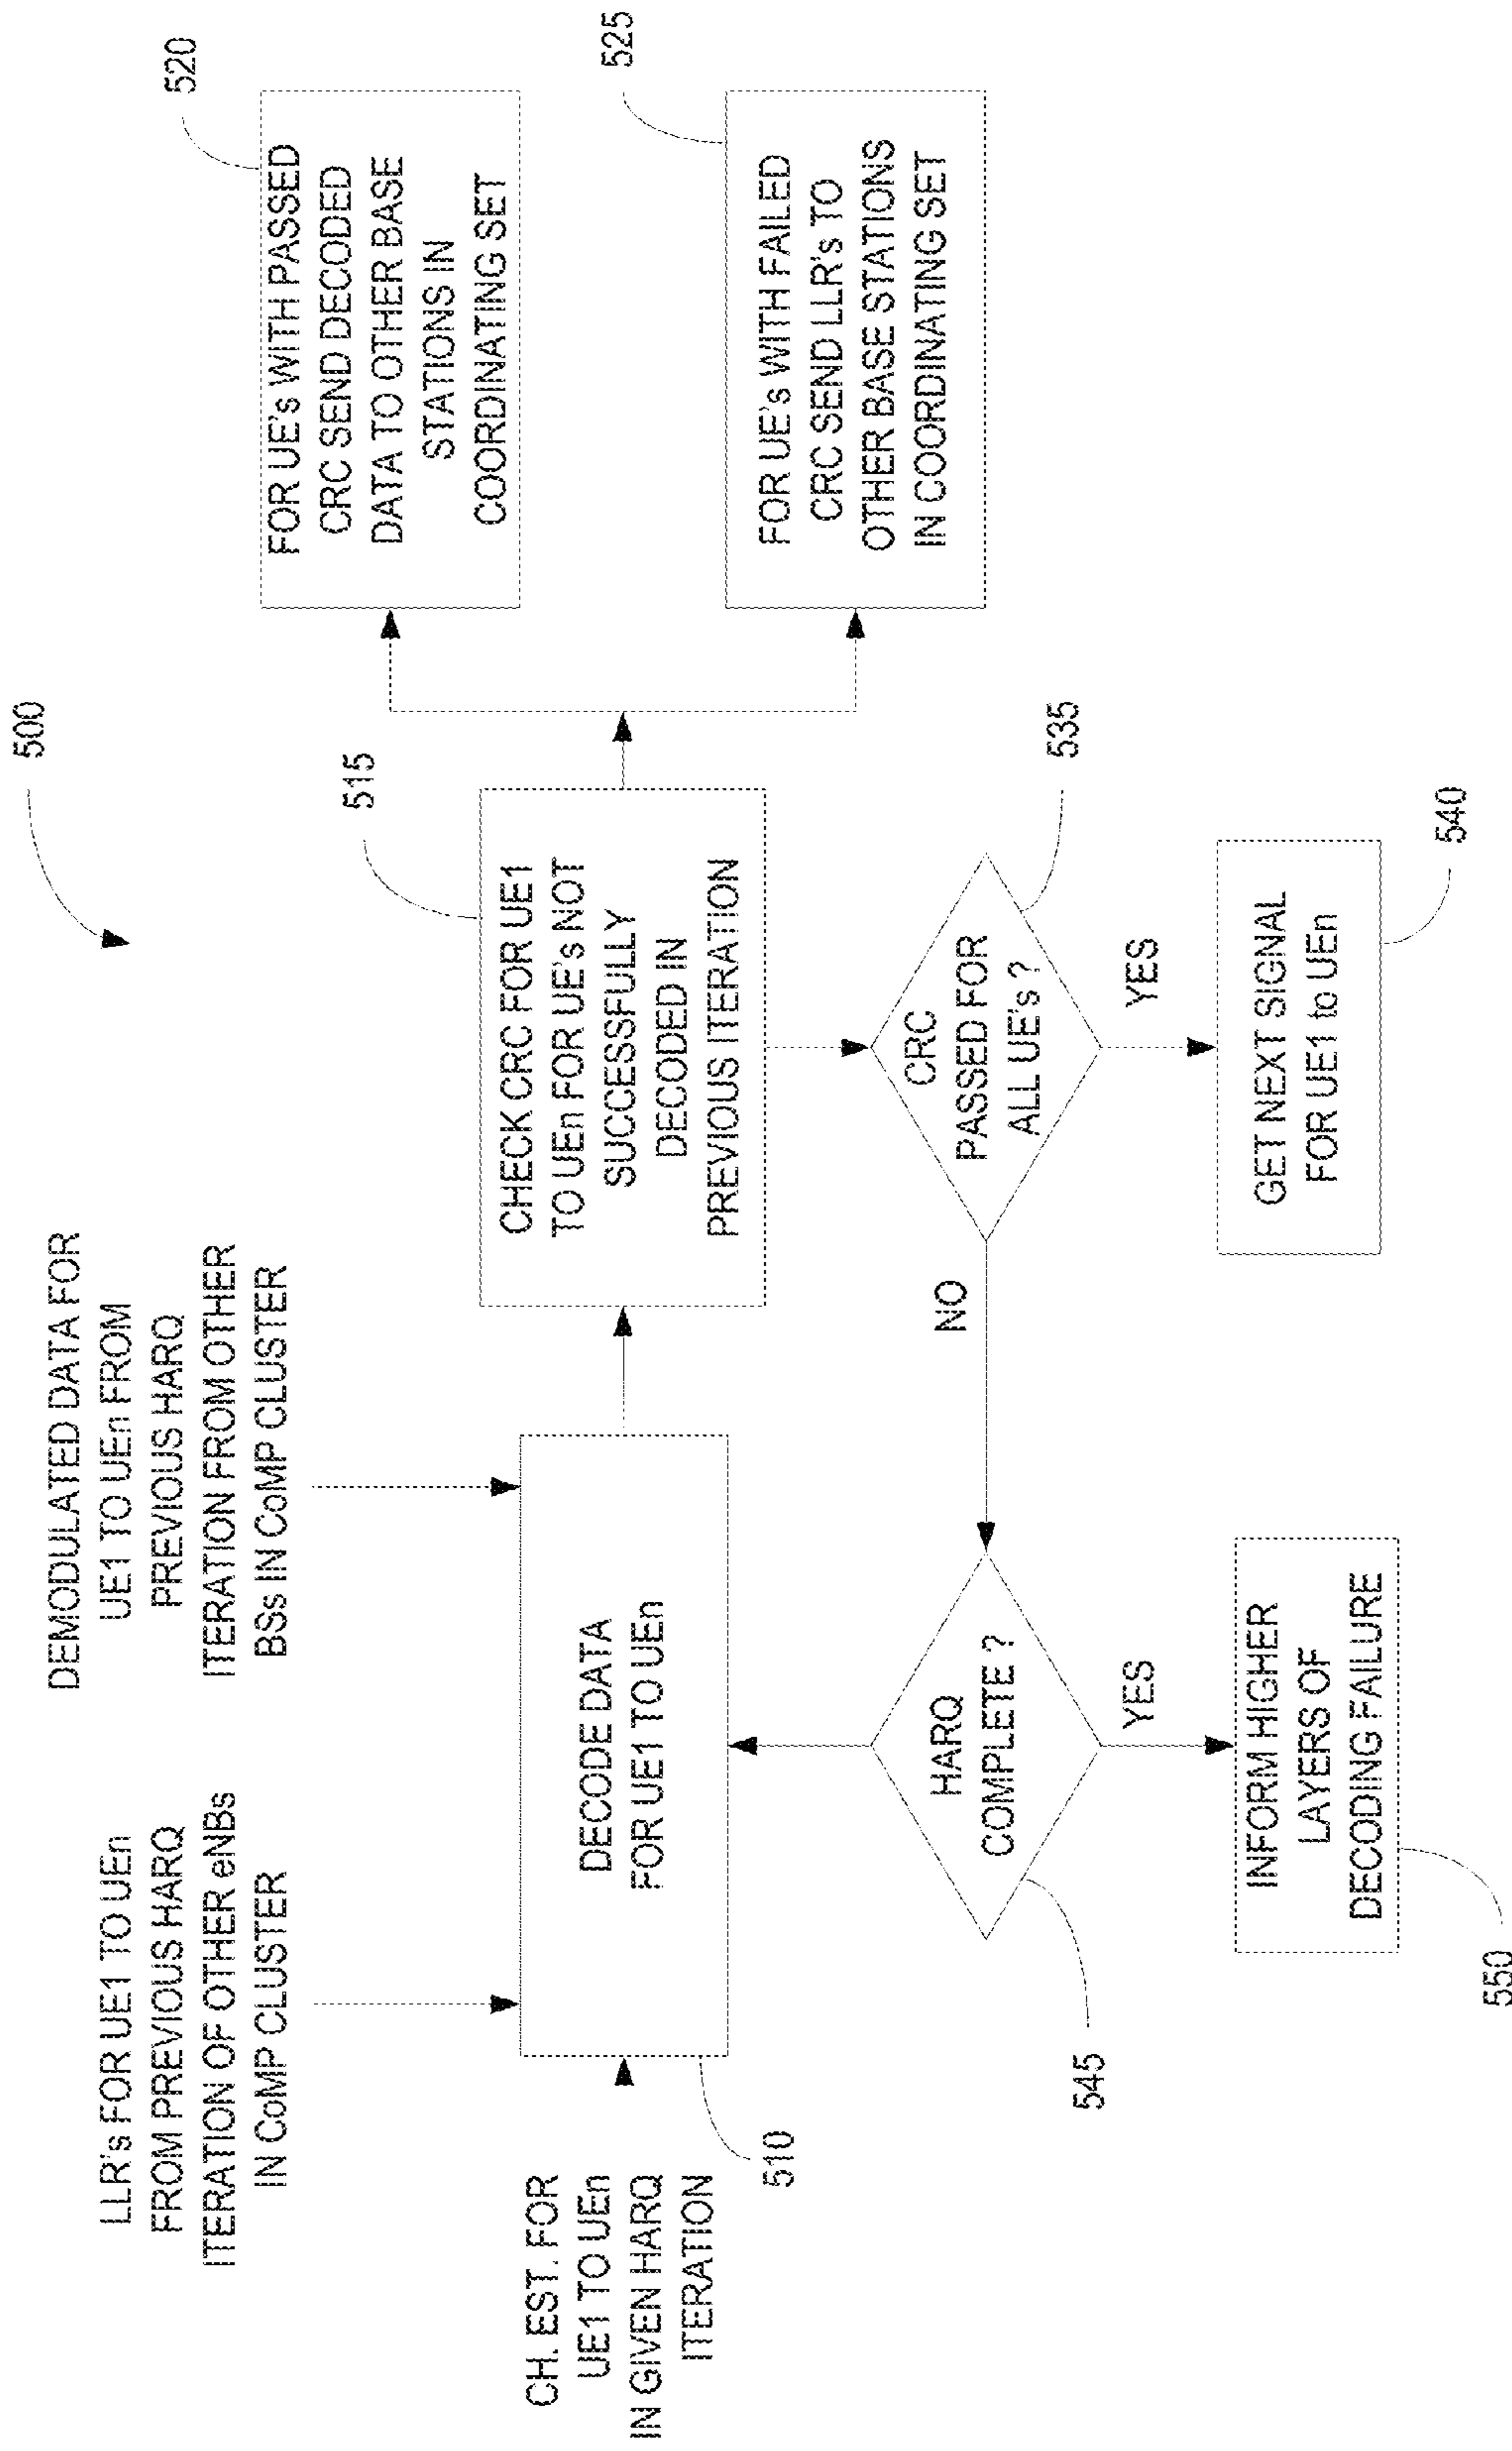 500
LLR's FOR UE1 TO UEn
FROM PREVIOUS HARQ
ITERATION OF OTHER eNBs
IN CoMP CLUSTER
DEMODULATED DATA FOR
UE1 TO UEn FROM
PREVIOUS HARQ
ITERATION FROM OTHER
BSs IN CoMP CLUSTER
CH. EST. FOR
UE1 TO UEn
IN GIVEN HARQ
ITERATION
510
DECODE DATA
FOR UE1 TO UEn
515
CHECK CRC FOR UE1
TO UEn FOR UE's NOT
SUCCESSFULLY
DECODED IN
PREVIOUS ITERATION
520
FOR UE's WITH PASSED
CRC SEND DECODED
DATA TO OTHER BASE
STATIONS IN
COORDINATING SET
525
FOR UE's WITH FAILED
CRC SEND LLR's TO
OTHER BASE STATIONS
IN COORDINATING SET
545
HARQ
COMPLETE ?
NO
CRC
PASSED FOR
ALL UE's ?
535
YES
YES
INFORM HIGHER
LAYERS OF
DECODING FAILURE
550
GET NEXT SIGNAL
FOR UE1 to UEn
540